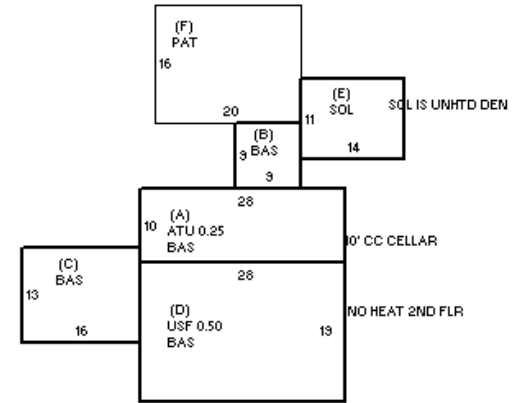 (F)
PAT
16
20
(E)
SOL
SOL IS UNHTD DEN
11
14
(B)
BAS
9
9
28
(A)
ATU 0.25
BAS
10
10' CC CELLAR
28
(C)
BAS
13
16
(D)
USF 0.50
BAS
19
NO HEAT 2ND FLR